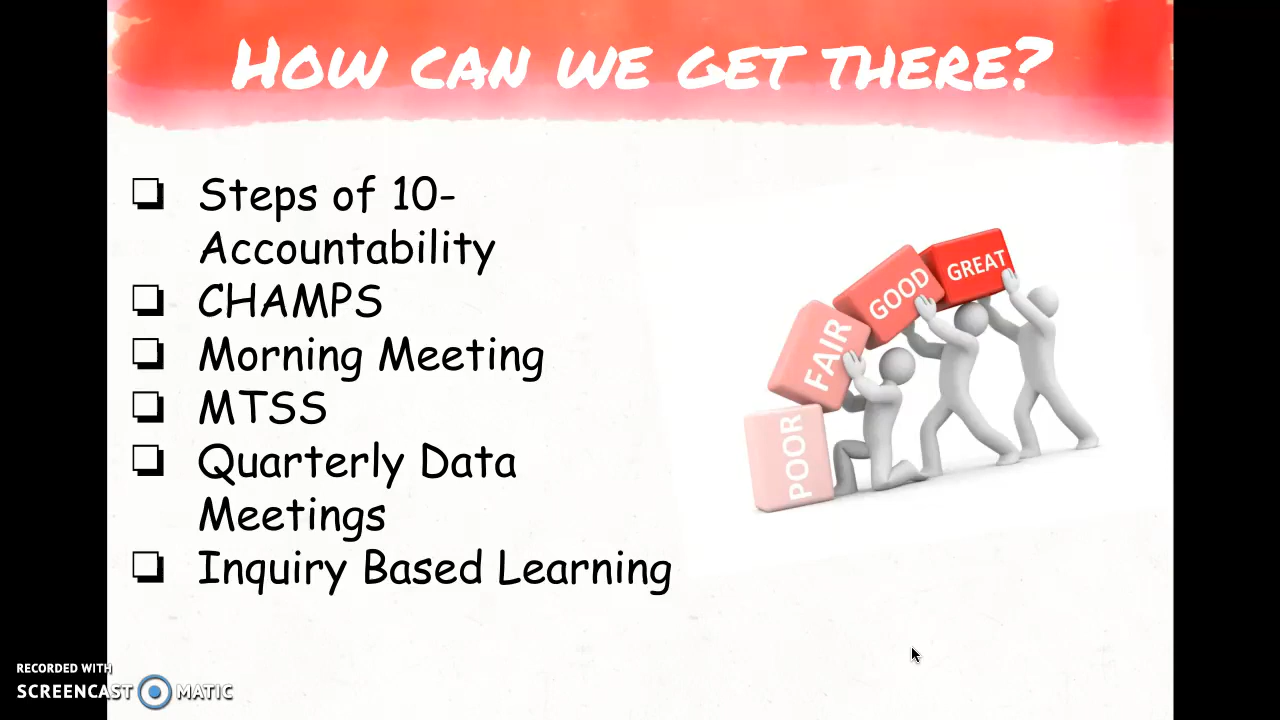 How can we get there?
❏ Steps of 10-
Accountability
❏ CHAMPS
❏ Morning Meeting
❏ MTSS
❏ Quarterly Data
Meetings
❏ Inquiry Based Learning
POOR
FAIR
GOOD
GREAT
RECORDED WITH
SCREENCAST MATIC